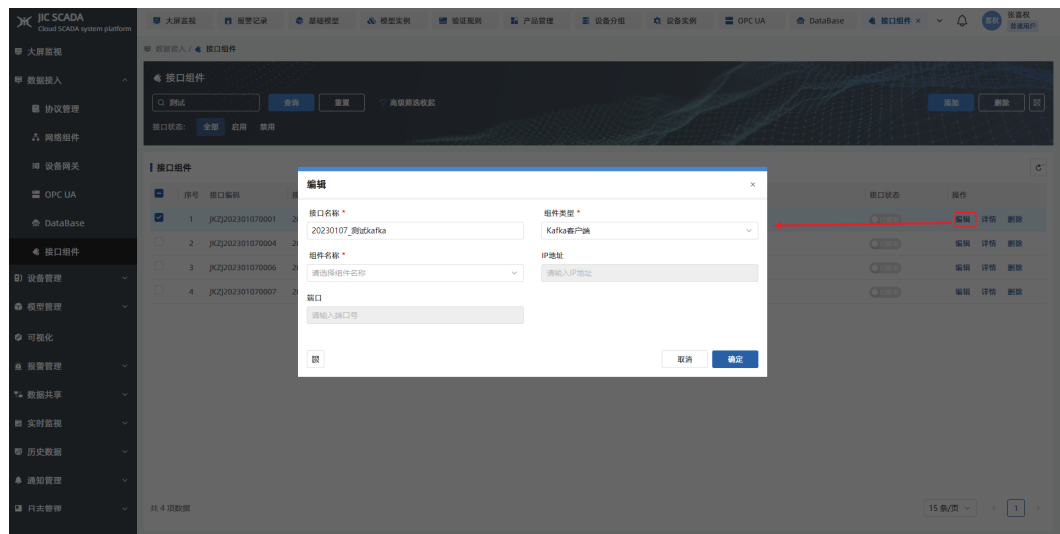 JIC SCADA
Cloud SCADA system platform
大屏监视 报警记录 基础模型 模型实例 验证规则 产品管理 设备分组 设备实例 OPC UA DataBase 接口组件 × 喜权 张喜权
普通用户
大屏监视
数据接入 / 接口组件
数据接入
接口组件
测试 查询 重置 高级筛选收起 添加 删除
协议管理
接口状态: 全部 启用 禁用
网络组件
设备网关
接口组件
OPC UA
序号 接口编码 接口状态 操作
DataBase
1 JKZJ202301070001 编辑 详情 删除
接口组件
2 JKZJ202301070004 编辑 详情 删除
3 JKZJ202301070006 编辑 详情 删除
4 JKZJ202301070007 编辑 详情 删除
编辑 ×
接口名称 * 组件类型 *
20230107_测试kafka Kafka客户端
组件名称 * IP地址
请选择组件名称 请输入IP地址
端口
请输入端口号
取消 确定
设备管理
模型管理
可视化
报警管理
数据共享
实时监视
历史数据
通知管理
日志管理
共 4 项数据 15 条/页 1